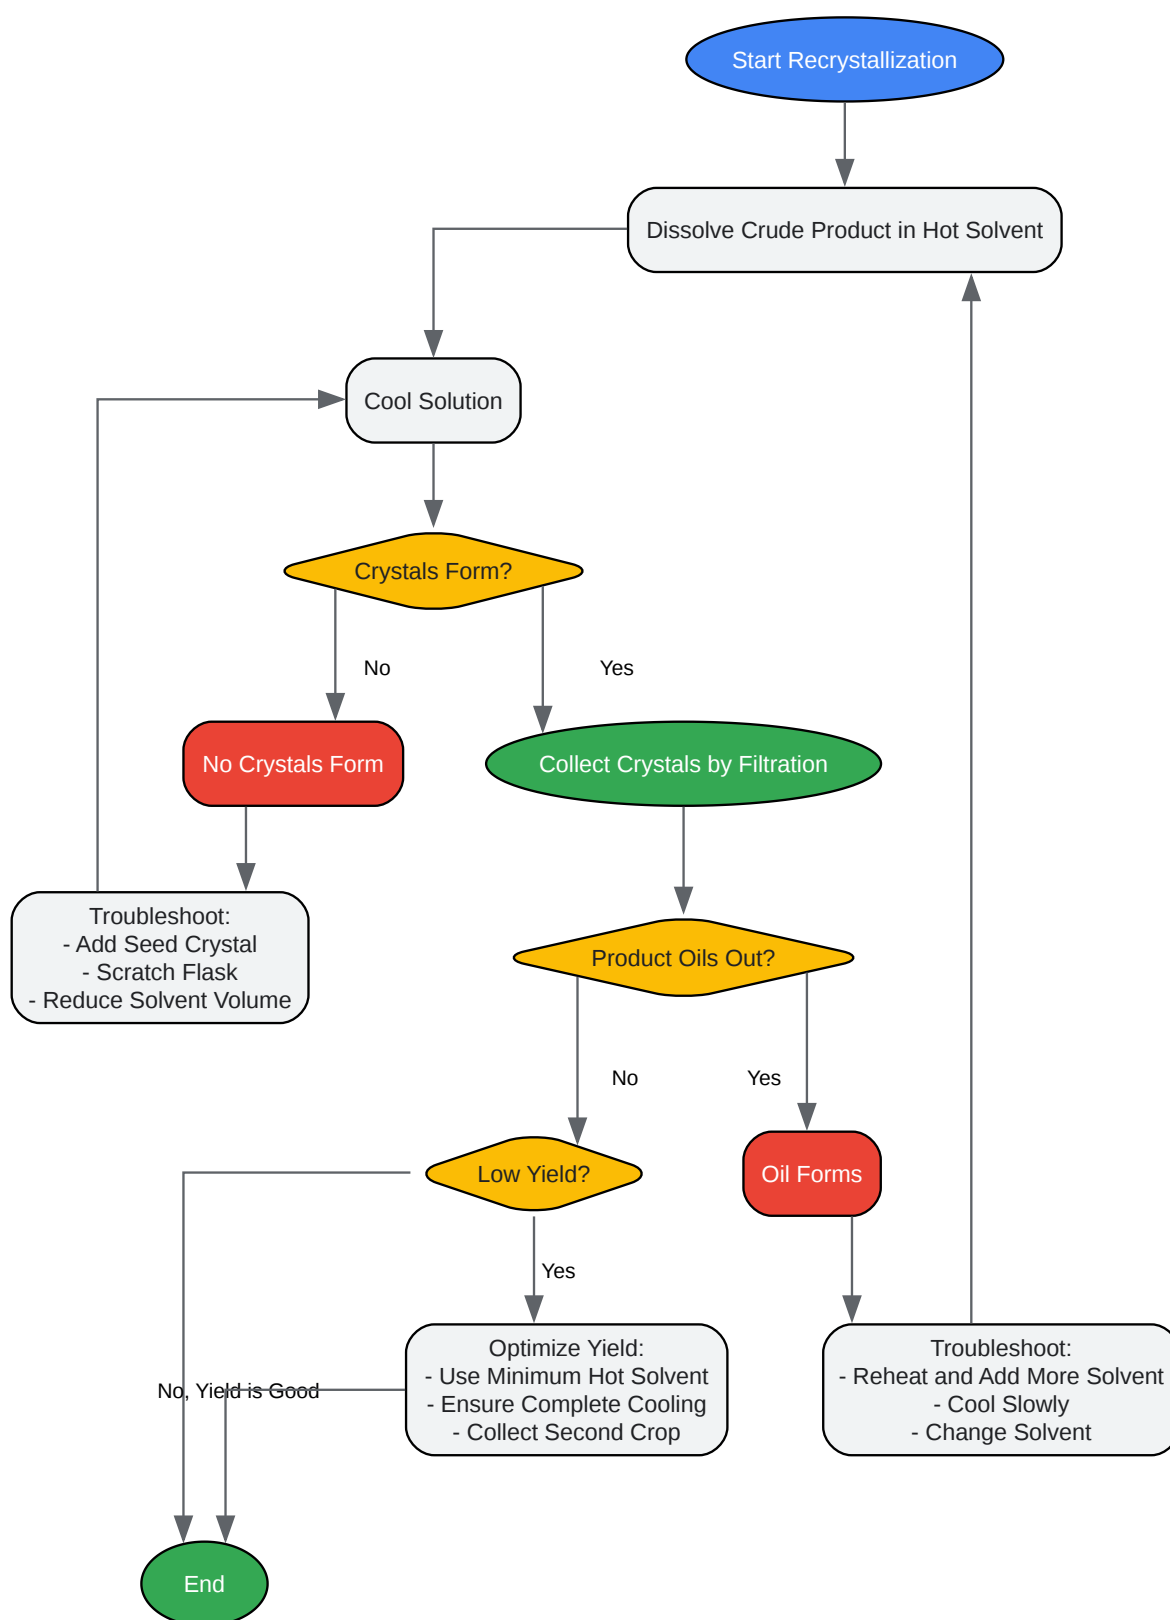 Start Recrystallization
Dissolve Crude Product in Hot Solvent
Cool Solution
Crystals Form?
No
Yes
No Crystals Form
Collect Crystals by Filtration
Troubleshoot:
- Add Seed Crystal
- Scratch Flask
- Reduce Solvent Volume
Product Oils Out?
No
Yes
Low Yield?
Oil Forms
Yes
Optimize Yield:
- Use Minimum Hot Solvent
- Ensure Complete Cooling
- Collect Second Crop
Troubleshoot:
- Reheat and Add More Solvent
- Cool Slowly
- Change Solvent
No, Yield is Good
End